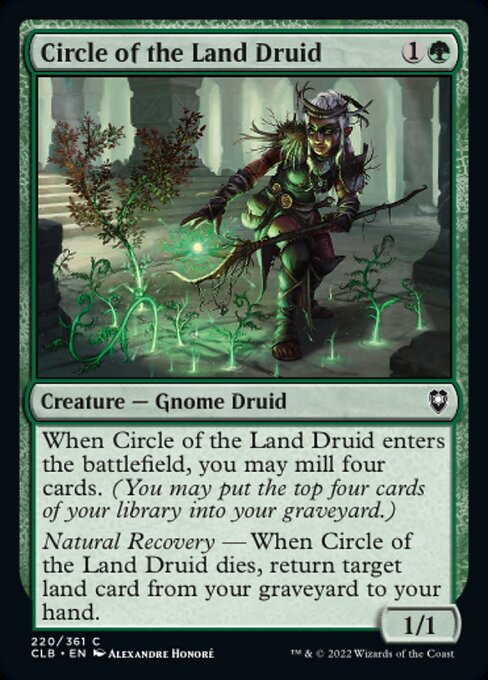 Circle of the Land Druid 1
Creature — Gnome Druid
When Circle of the Land Druid enters
the battlefield, you may mill four
cards. (You may put the top four cards
of your library into your graveyard.)
Natural Recovery — When Circle of
the Land Druid dies, return target
land card from your graveyard to your
hand.
1/1
220/361 C
CLB • EN Alexandre Honoré
™ & © 2022 Wizards of the Coast